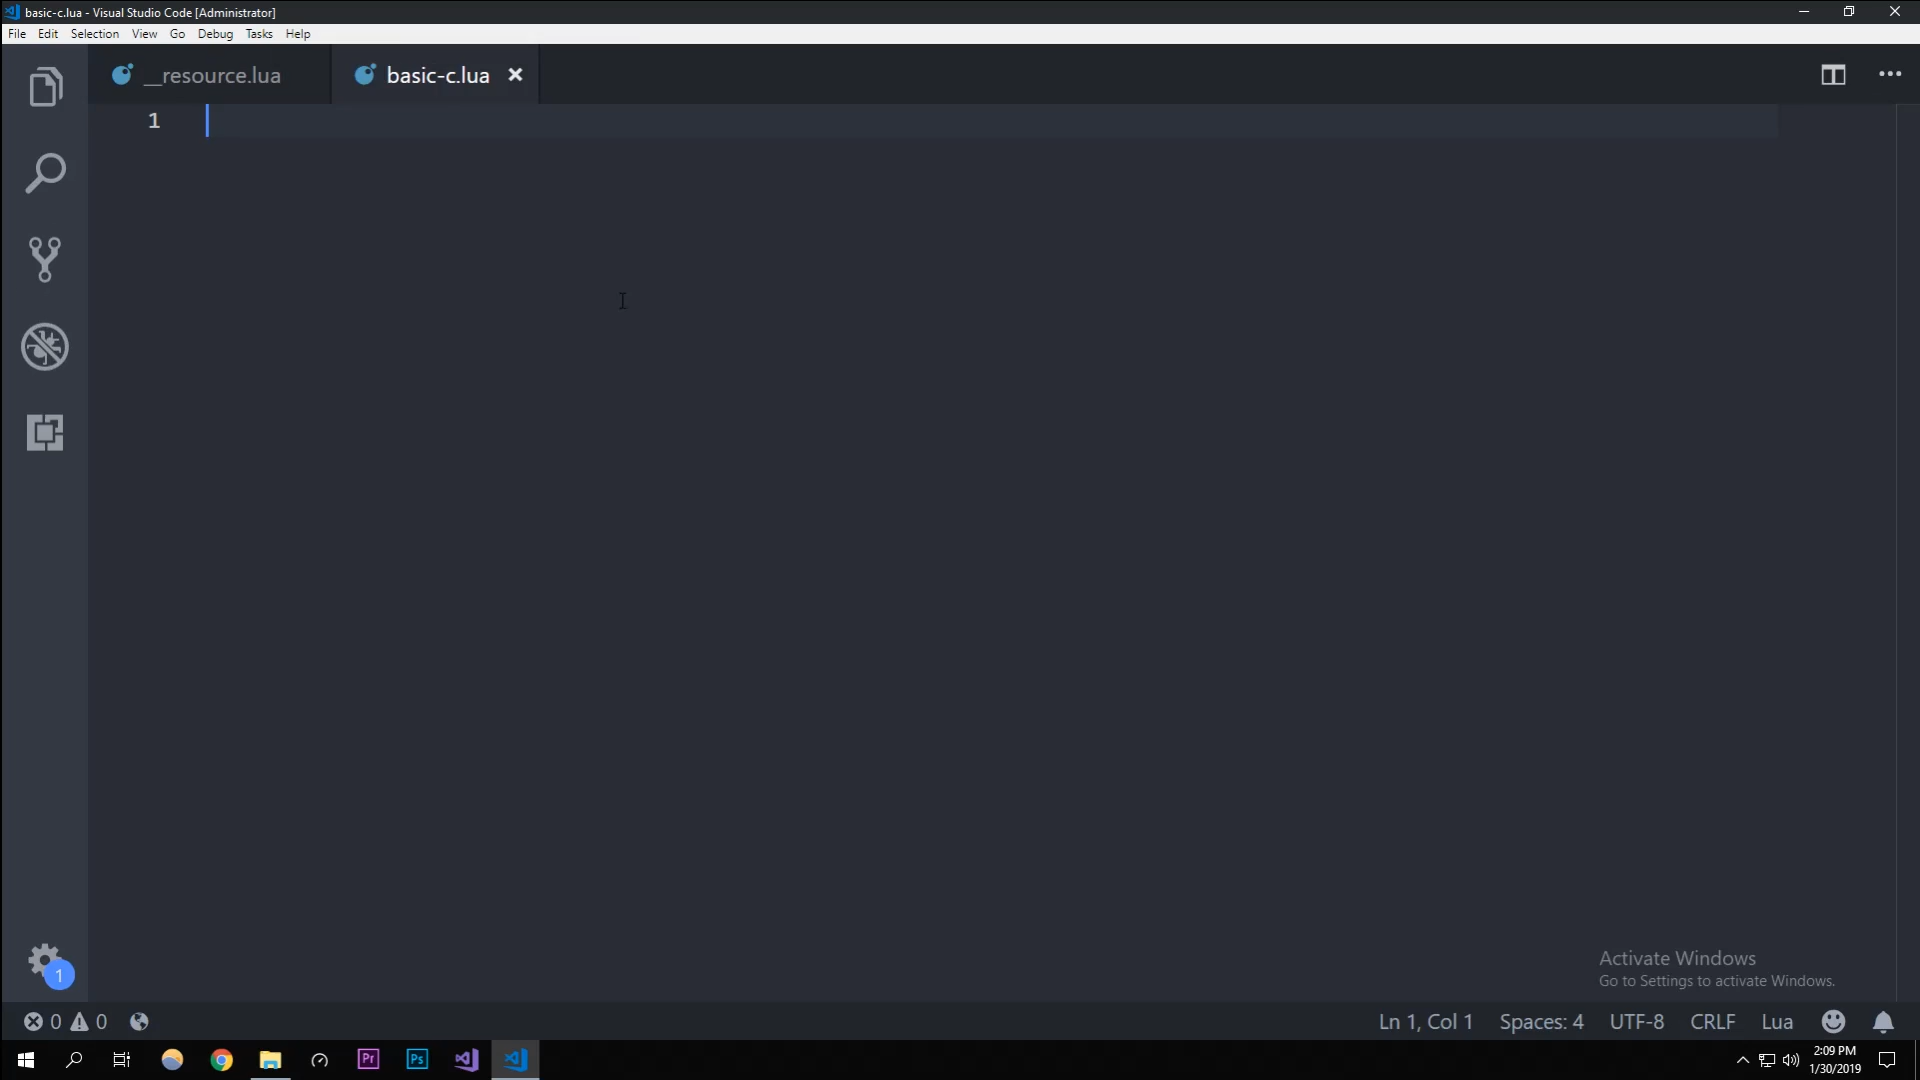 basic-c.lua - Visual Studio Code [Administrator]
File Edit Selection View Go Debug Tasks Help
__resource.lua basic-c.lua
1
1
Activate Windows
Go to Settings to activate Windows.
0 0 Ln 1, Col 1 Spaces: 4 UTF-8 CRLF Lua
Pr Ps 2:09 PM
1/30/2019